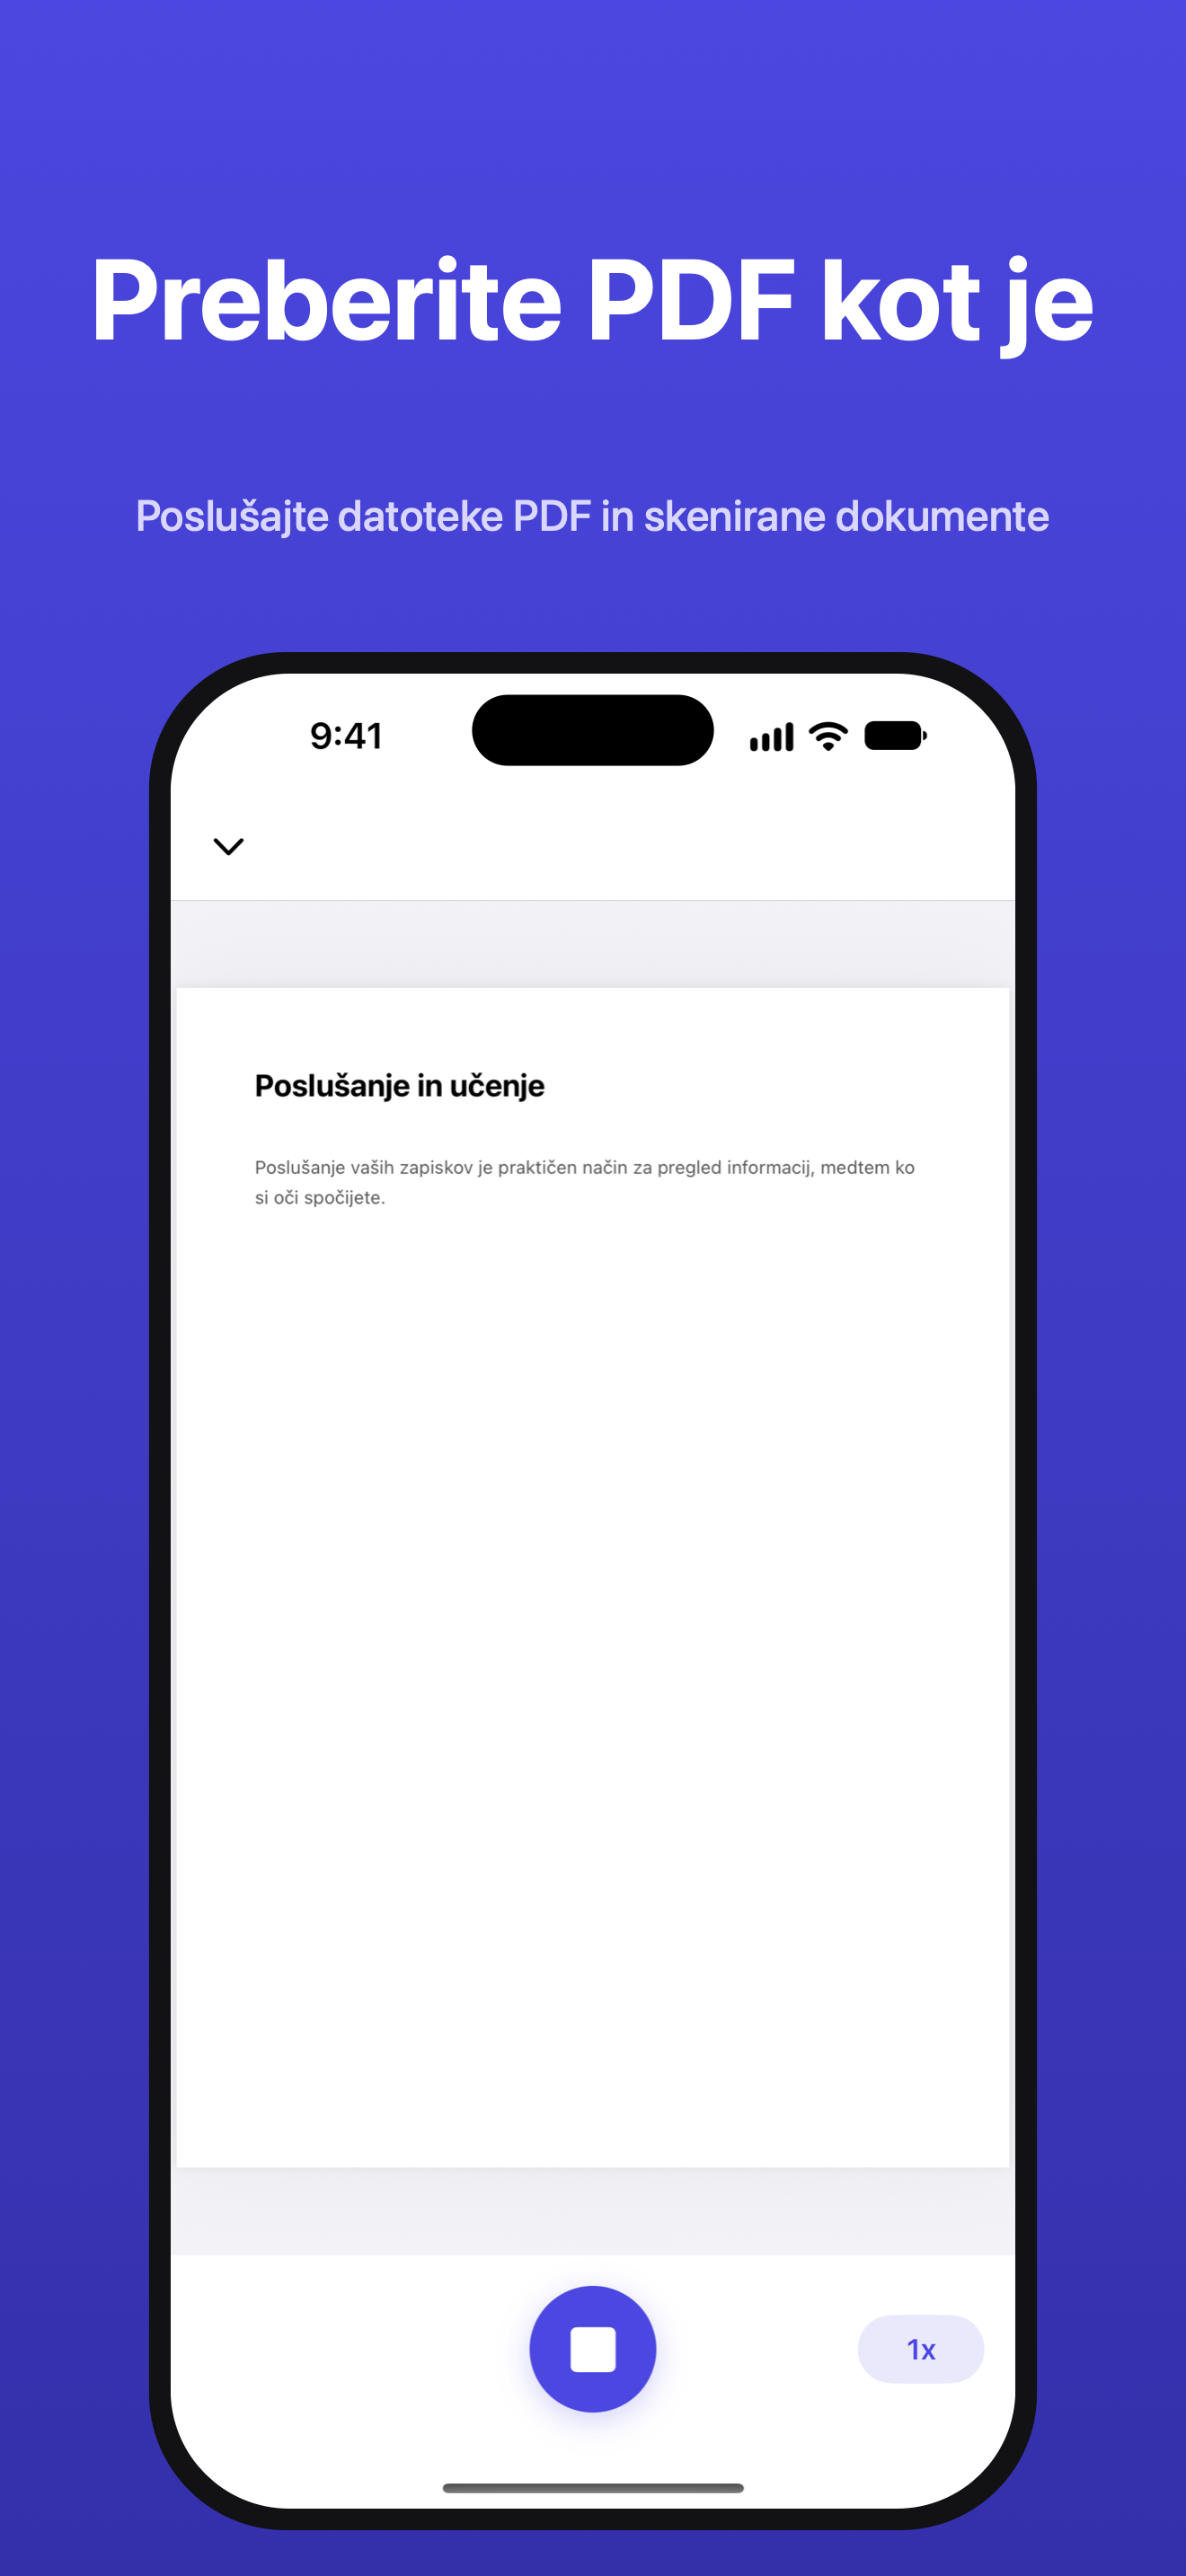 Preberite PDF kot je
Poslušajte datoteke PDF in skenirane dokumente
9:41
Poslušanje in učenje
Poslušanje vaših zapiskov je praktičen način za pregled informacij, medtem ko
si oči spočijete.
1x